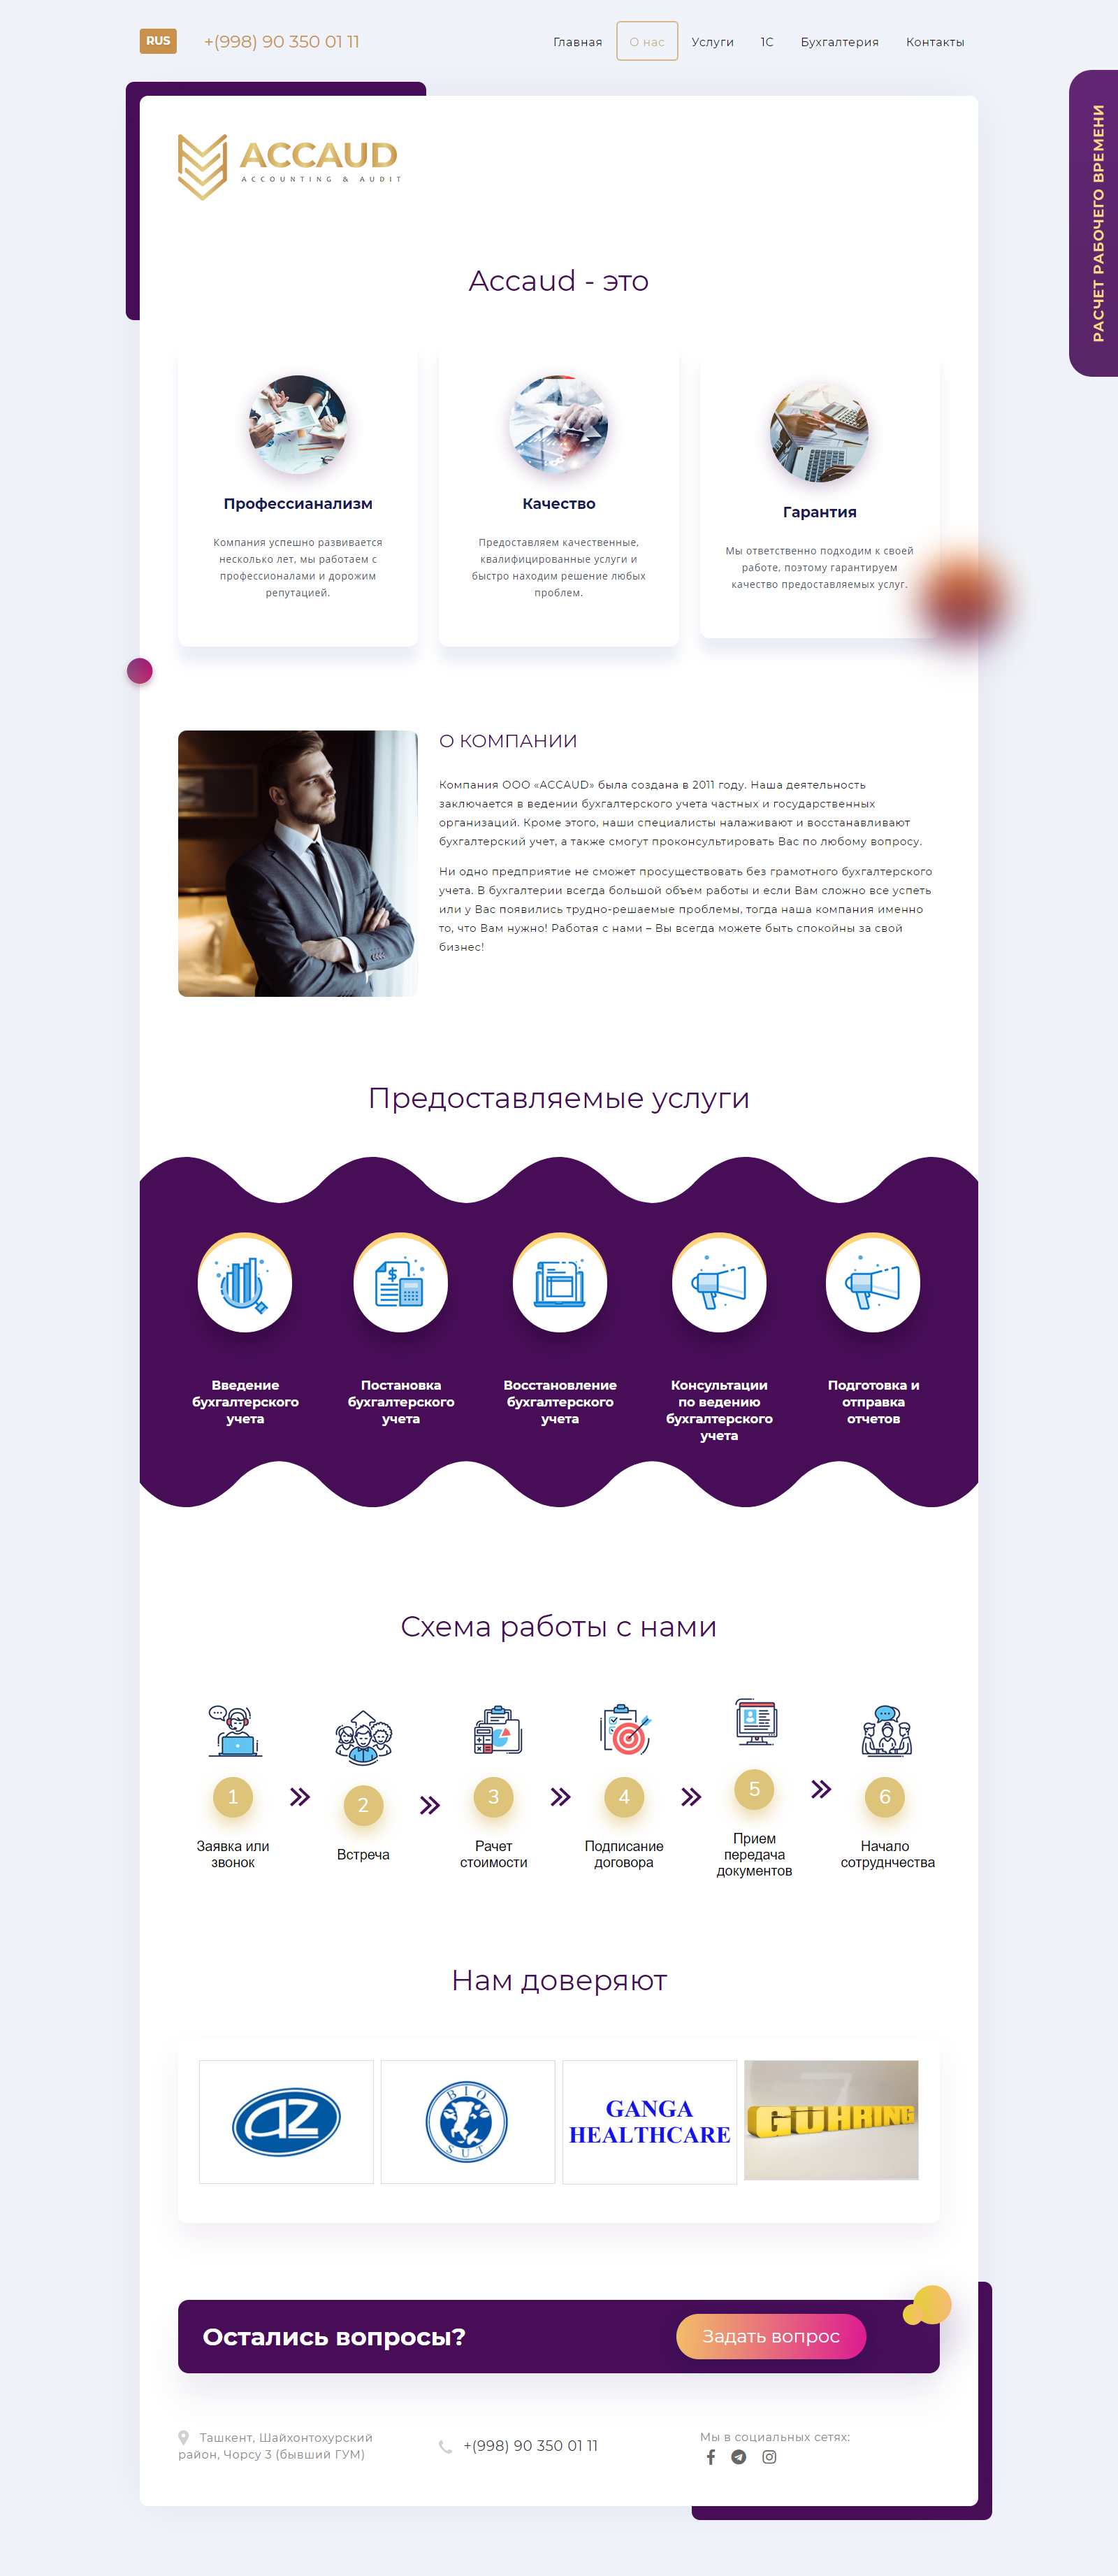 RUS
+(998) 90 350 01 11
Главная
О нас
Услуги
1С
Бухгалтерия
Контакты
РАСЧЕТ РАБОЧЕГО ВРЕМЕНИ
ACCAUD
ACCOUNTING & AUDIT
Accaud - это
Профессианализм
Компания успешно развивается
несколько лет, мы работаем с
профессионалами и дорожим
репутацией.
Качество
Предоставляем качественные,
квалифицированные услуги и
быстро находим решение любых
проблем.
Гарантия
Мы ответственно подходим к своей
работе, поэтому гарантируем
качество предоставляемых услуг.
О КОМПАНИИ
Компания ООО «ACCAUD» была создана в 2011 году. Наша деятельность
заключается в ведении бухгалтерского учета частных и государственных
организаций. Кроме этого, наши специалисты налаживают и восстанавливают
бухгалтерский учет, а также смогут проконсультировать Вас по любому вопросу.
Ни одно предприятие не сможет просуществовать без грамотного бухгалтерского
учета. В бухгалтерии всегда большой объем работы и если Вам сложно все успеть
или у Вас появились трудно-решаемые проблемы, тогда наша компания именно
то, что Вам нужно! Работая с нами – Вы всегда можете быть спокойны за свой
бизнес!
Предоставляемые услуги
Введение
бухгалтерского
учета
Постановка
бухгалтерского
учета
Восстановление
бухгалтерского
учета
Консультации
по ведению
бухгалтерского
учета
Подготовка и
отправка
отчетов
Схема работы с нами
1
Заявка или
звонок
2
Встреча
3
Рачет
стоимости
4
Подписание
договора
5
Прием
передача
документов
6
Начало
сотруднчества
Нам доверяют
AZ
BIO
SUT
GANGA
HEALTHCARE
GÜHRING
Остались вопросы?
Задать вопрос
Ташкент, Шайхонтохурский
район, Чорсу 3 (бывший ГУМ)
+(998) 90 350 01 11
Мы в социальных сетях: